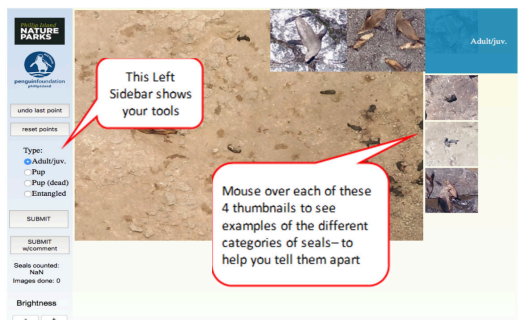 Phillip Island
NATURE
PARKS
penguinfoundation
phillipisland
undo last point
reset points
Type:
Adult/juv.
Pup
Pup (dead)
Entangled
SUBMIT
SUBMIT
w/comment
Seals counted:
NaN
Images done: 0
Brightness
This Left
Sidebar shows
your tools
Adult/juv.
Mouse over each of these
4 thumbnails to see
examples of the different
categories of seals– to
help you tell them apart